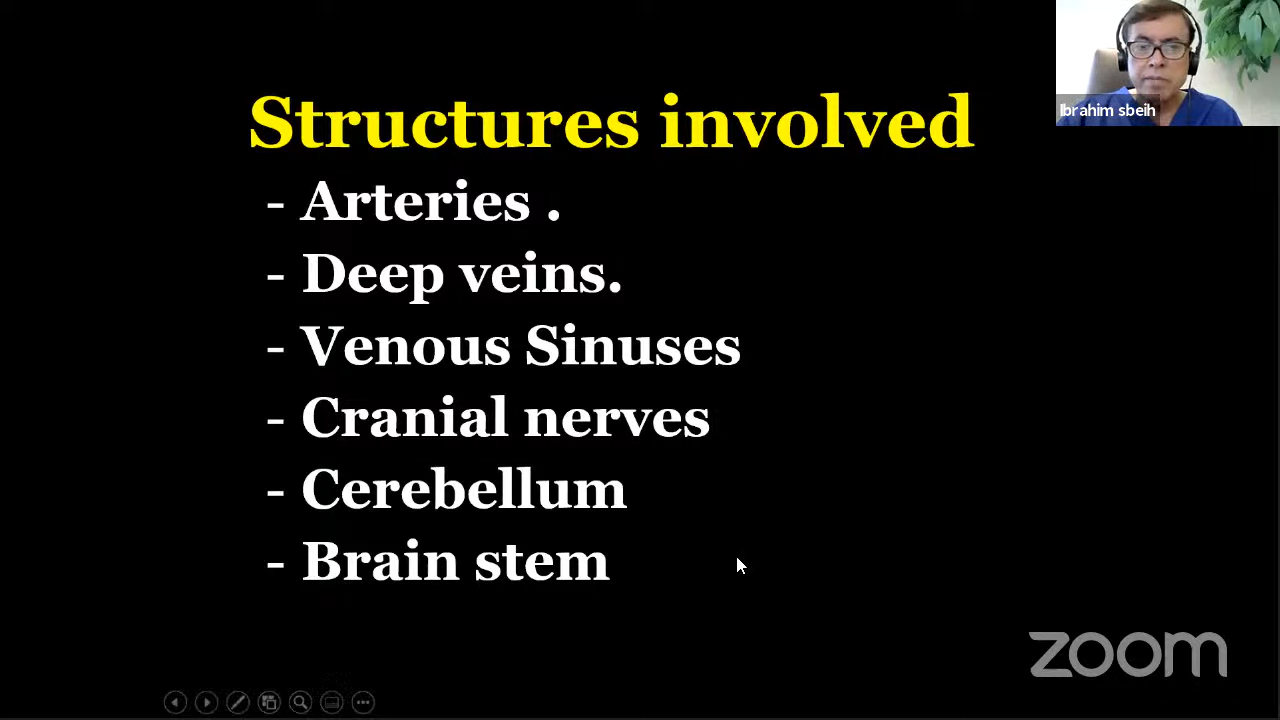 Structures involved
- Arteries .
- Deep veins.
- Venous Sinuses
- Cranial nerves
- Cerebellum
- Brain stem
Ibrahim sbeih
zoom